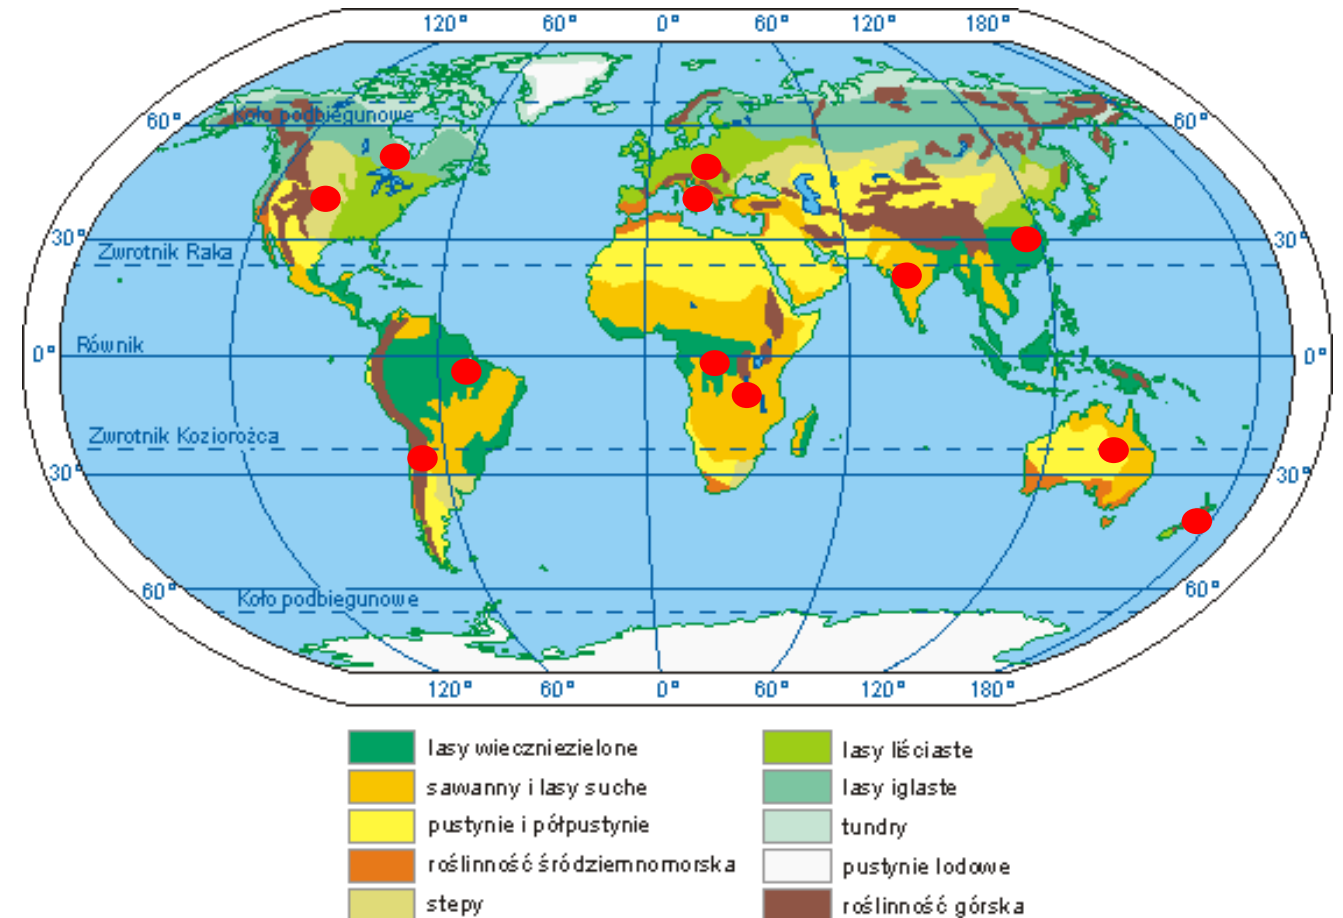 120° 60° 0° 60° 120° 180°
60° Koło podbiegunowe 60°
30° Zwrotnik Raka 30°
0° Równik 0°
Zwrotnik Koziorożca
30° 30°
60° Koło podbiegunowe 60°
120° 60° 0° 60° 120° 180°
lasy wieczniezielone
sawanny i lasy suche
pustynie i półpustynie
roślinność śródziemnomorska
stepy
lasy liściaste
lasy iglaste
tundry
pustynie lodowe
roślinność górska